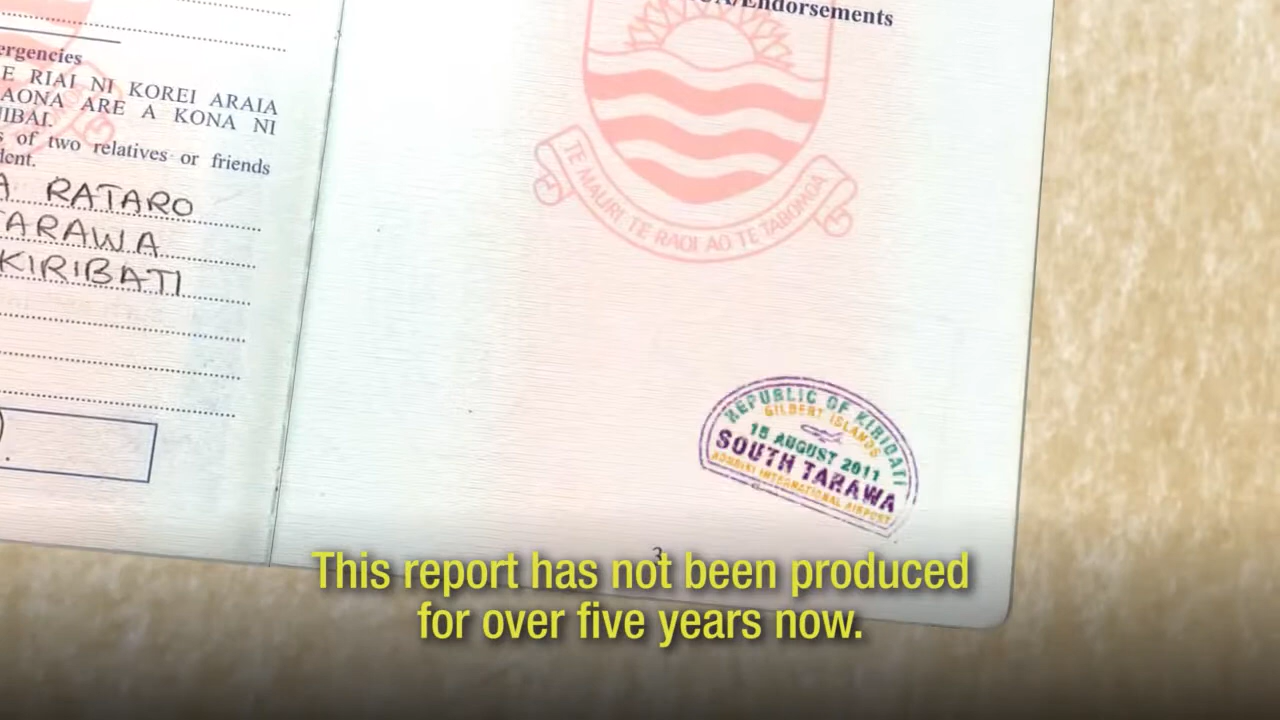 ergencies
E RIAI NI KOREI ARAIA
AONA ARE A KONA NI
IIBAI.
s of two relatives or friends
dent.
A RATARO
TARAWA
KIRIBATI
Endorsements
TE MAURI TE RAOI AO TE TABOMOA
REPUBLIC OF KIRIBATI
GILBERT ISLANDS
15 AUGUST 2011
SOUTH TARAWA
BONRIKI INTERNATIONAL AIRPORT
3
This report has not been produced
for over five years now.